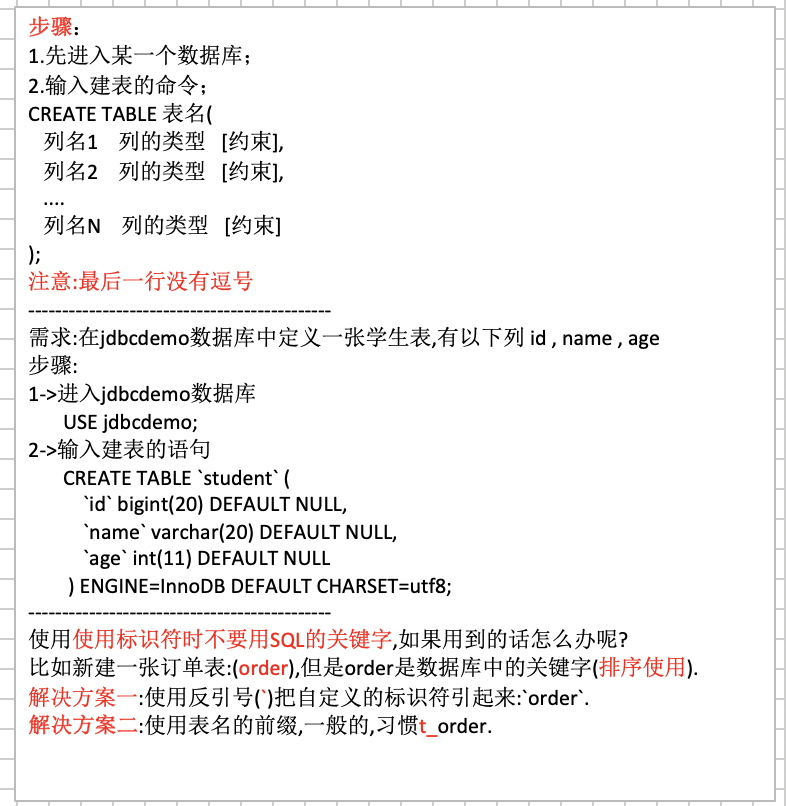 步骤:
1.先进入某一个数据库；
2.输入建表的命令；
CREATE TABLE 表名(
列名1 列的类型 [约束],
列名2 列的类型 [约束],
....
列名N 列的类型 [约束]
);
注意:最后一行没有逗号
--------------------------------------------
需求:在jdbcdemo数据库中定义一张学生表,有以下列 id , name , age
步骤:
1->进入jdbcdemo数据库
USE jdbcdemo;
2->输入建表的语句
CREATE TABLE `student` (
`id` bigint(20) DEFAULT NULL,
`name` varchar(20) DEFAULT NULL,
`age` int(11) DEFAULT NULL
) ENGINE=InnoDB DEFAULT CHARSET=utf8;
--------------------------------------------
使用使用标识符时不要用SQL的关键字,如果用到的话怎么办呢?
比如新建一张订单表:(order),但是order是数据库中的关键字(排序使用).
解决方案一:使用反引号(`)把自定义的标识符引起来:`order`.
解决方案二:使用表名的前缀,一般的,习惯t_order.